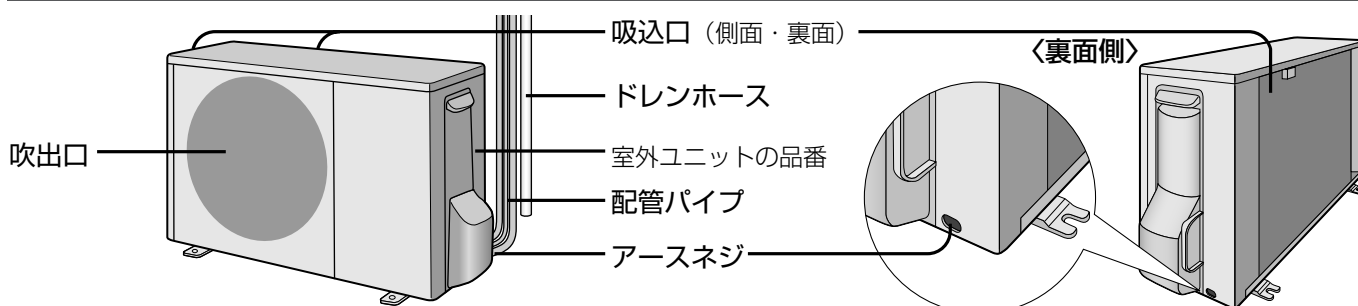 吸込口（側面・裏面）
〈裏面側〉
ドレンホース
吹出口
室外ユニットの品番
配管パイプ
アースネジ